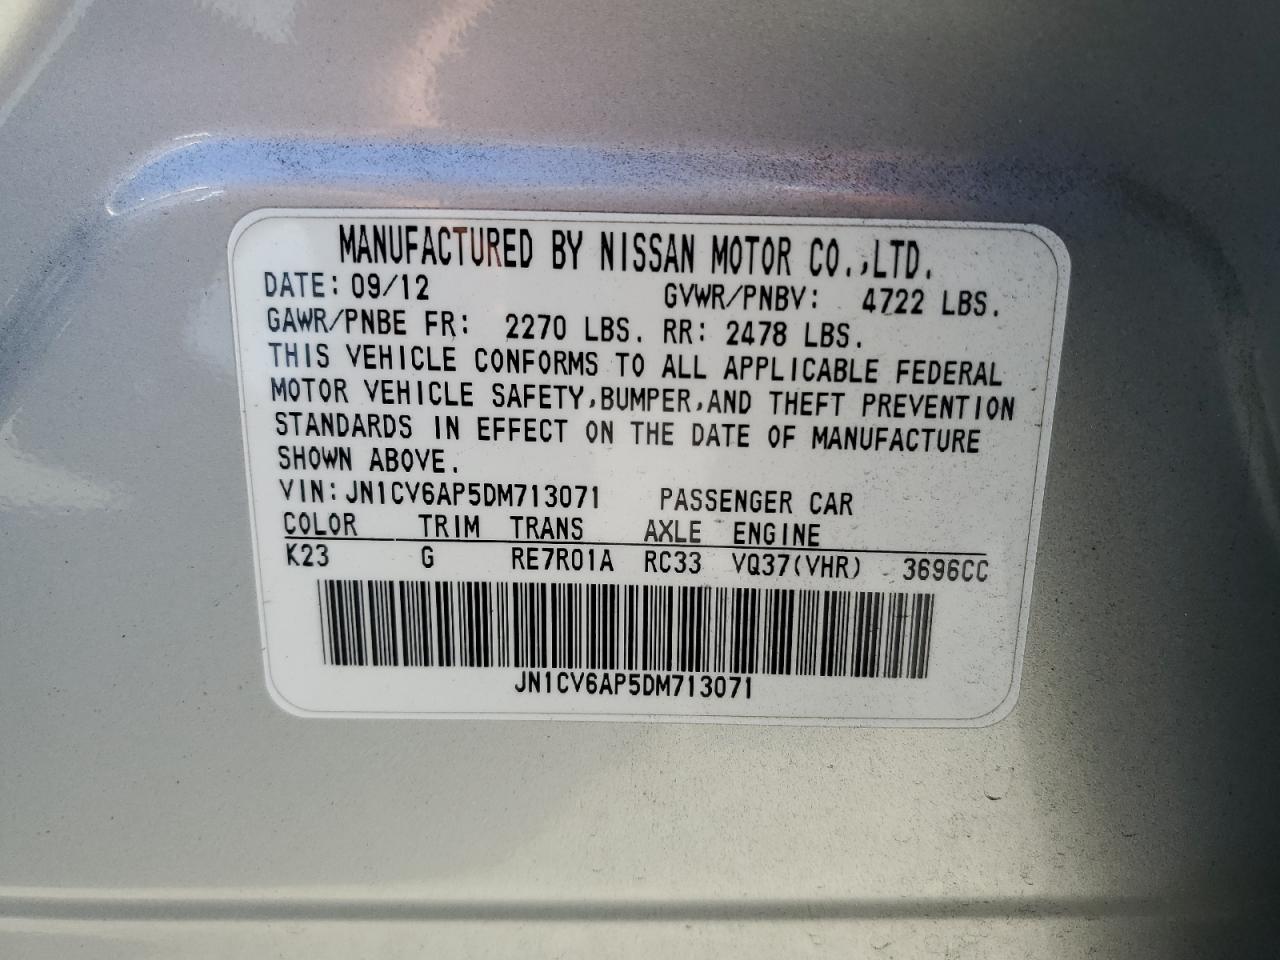 MANUFACTURED BY NISSAN MOTOR CO.,LTD.
DATE: 09/12 GVWR/PNBV: 4722 LBS.
GAWR/PNBE FR: 2270 LBS. RR: 2478 LBS.
THIS VEHICLE CONFORMS TO ALL APPLICABLE FEDERAL
MOTOR VEHICLE SAFETY,BUMPER,AND THEFT PREVENTION
STANDARDS IN EFFECT ON THE DATE OF MANUFACTURE
SHOWN ABOVE.
VIN: JN1CV6AP5DM713071 PASSENGER CAR
COLOR TRIM TRANS AXLE ENGINE
K23 G RE7R01A RC33 VQ37(VHR) 3696CC
JN1CV6AP5DM713071